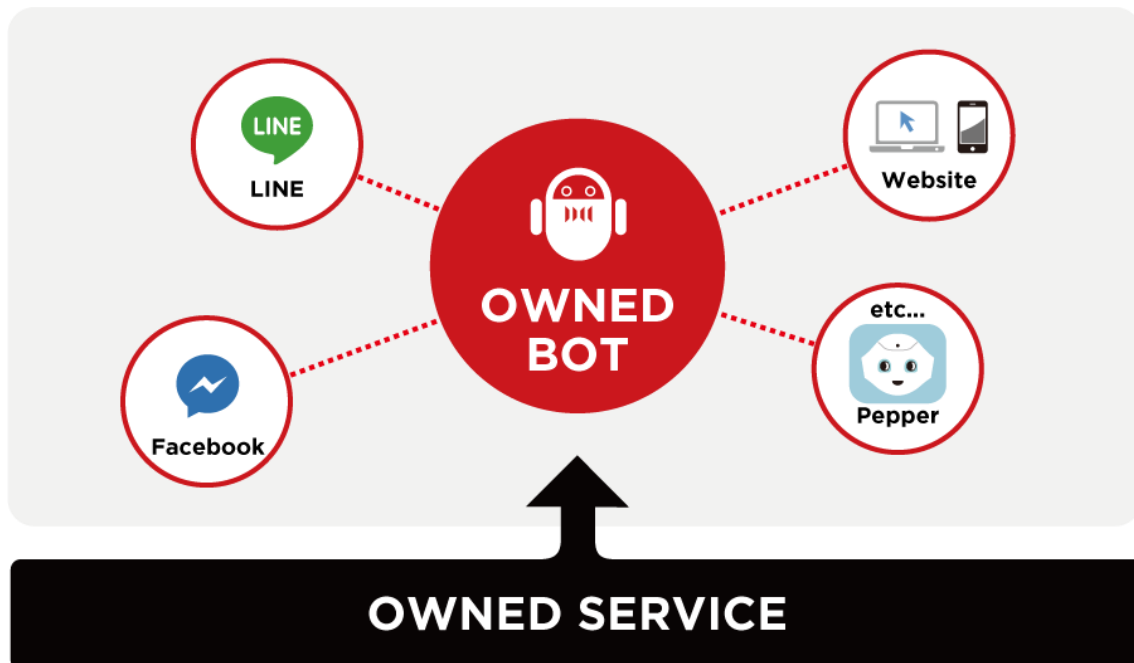 LINE
LINE
Website
OWNED
BOT
etc...
Pepper
Facebook
OWNED SERVICE